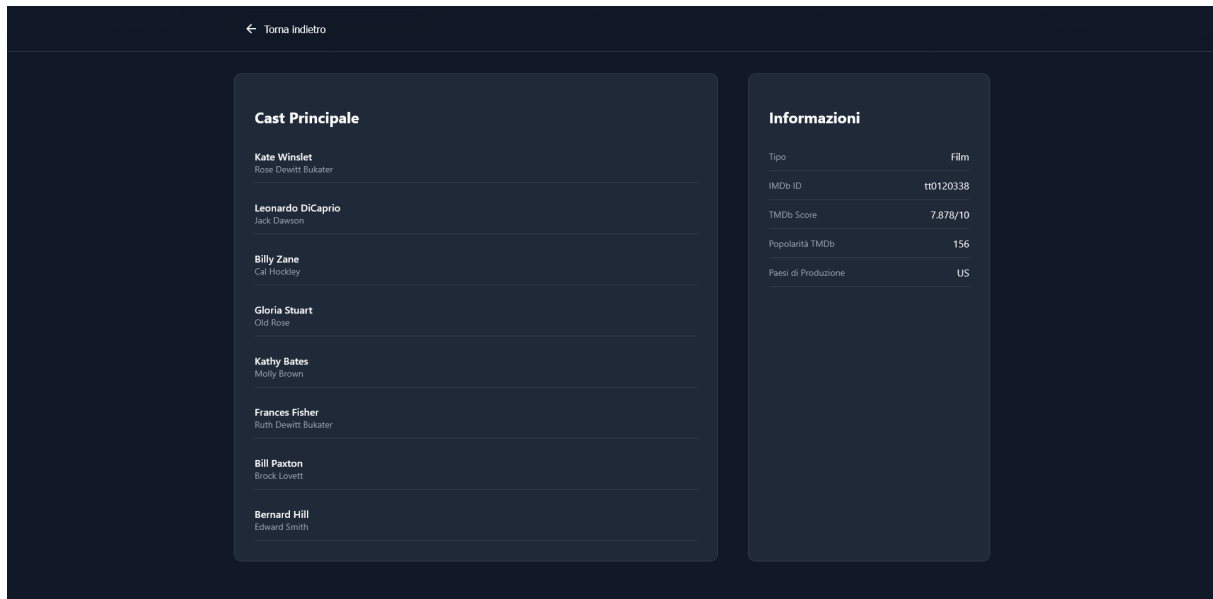 ← Torna indietro
Cast Principale
Kate Winslet
Rose Dewitt Bukater
Leonardo DiCaprio
Jack Dawson
Billy Zane
Cal Hockley
Gloria Stuart
Old Rose
Kathy Bates
Molly Brown
Frances Fisher
Ruth Dewitt Bukater
Bill Paxton
Brock Lovett
Bernard Hill
Edward Smith
Informazioni
Tipo Film
IMDb ID tt0120338
TMDb Score 7.878/10
Popolarità TMDb 156
Paesi di Produzione US